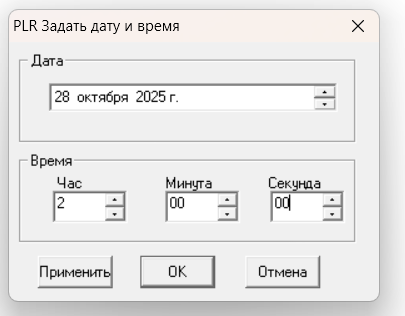 PLR Задать дату и время
Дата
28 октября 2025 г.
Время
Час Минута Секунда
2 00 00
Применить OK Отмена